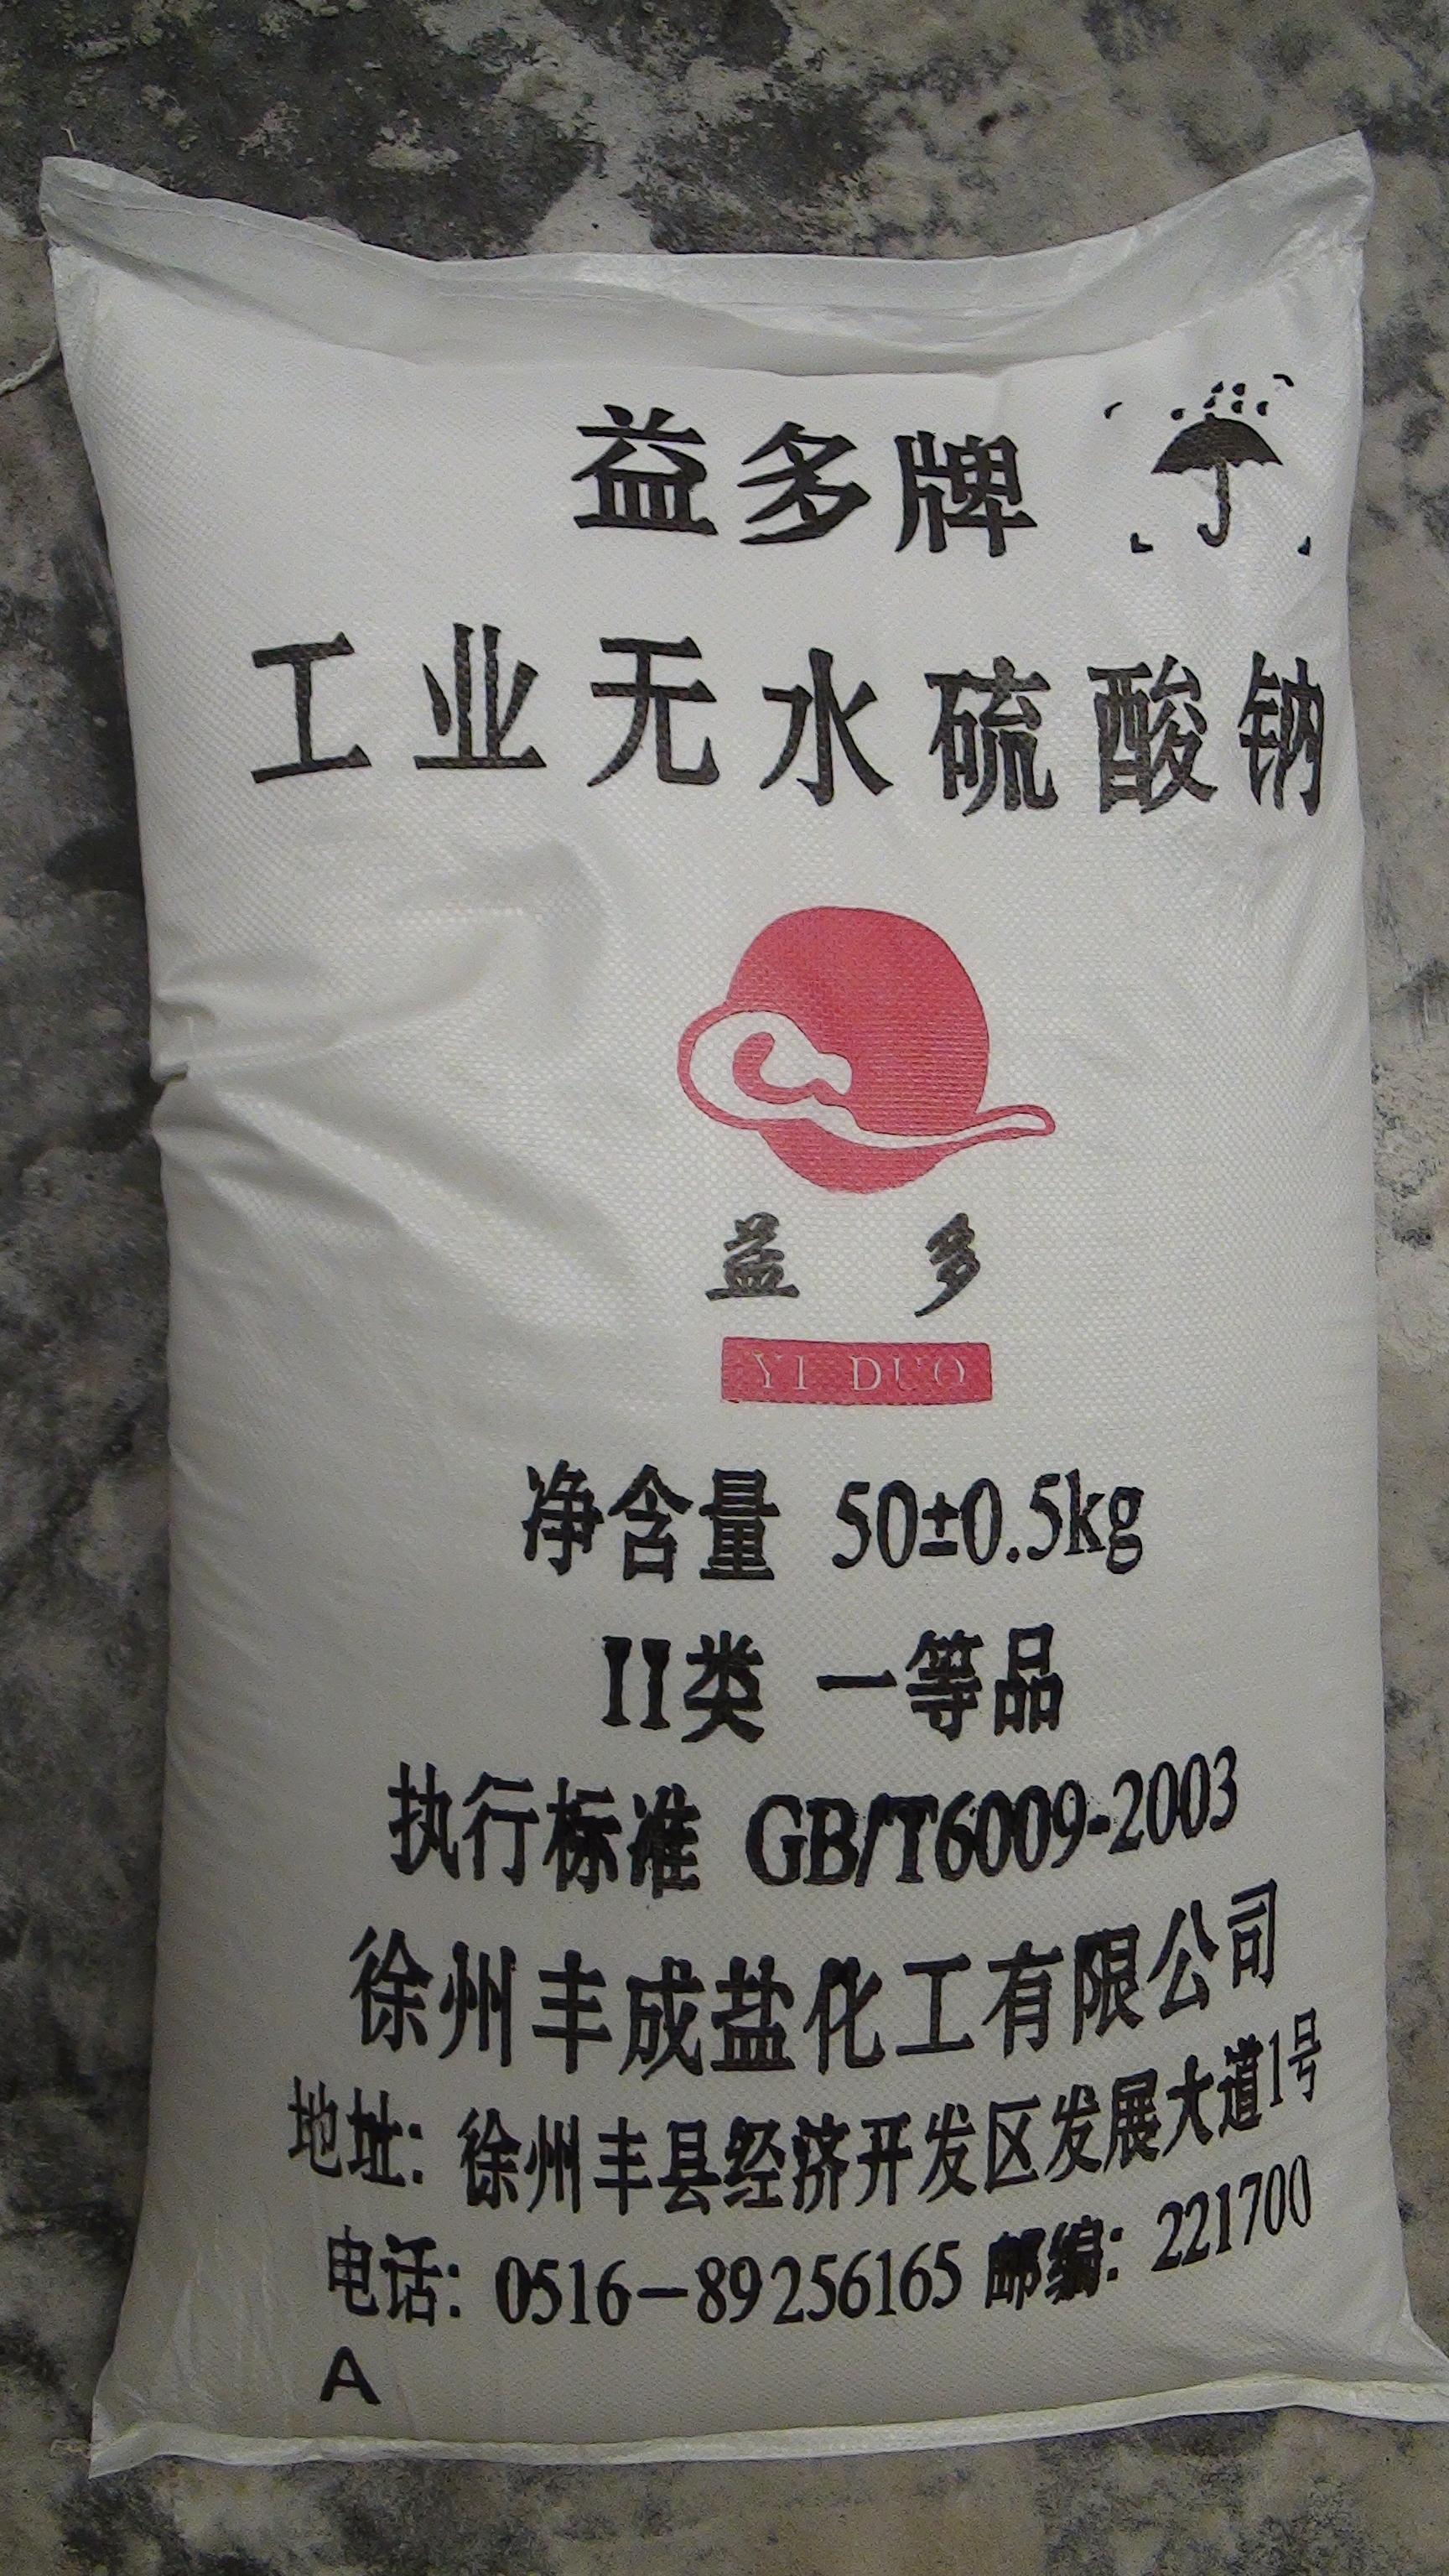 益多牌
工业无水硫酸钠
益多
YI DUO
净含量 50±0.5kg
II类 一等品
执行标准 GB/T6009-2003
徐州丰成盐化工有限公司
地址：徐州丰县经济开发区发展大道1号
电话：0516-89256165 邮编：221700
A